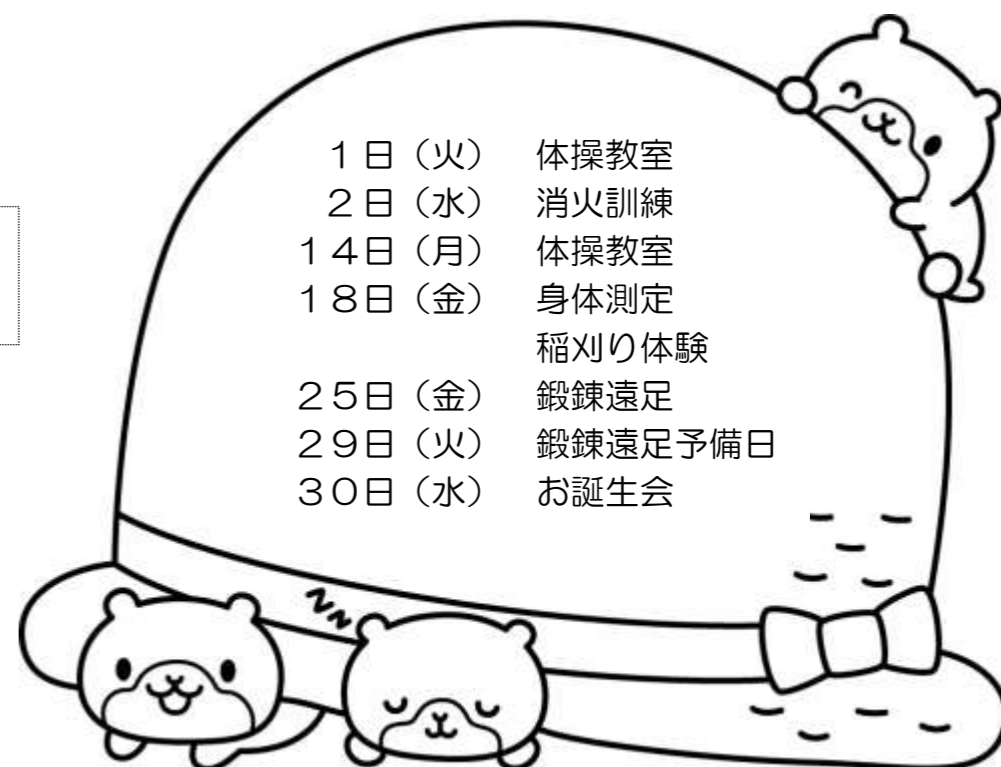 １日（火）　体操教室
２日（水）　消火訓練
１４日（月）　体操教室
１８日（金）　身体測定
稲刈り体験
２５日（金）　鍛錬遠足
２９日（火）　鍛錬遠足予備日
３０日（水）　お誕生会